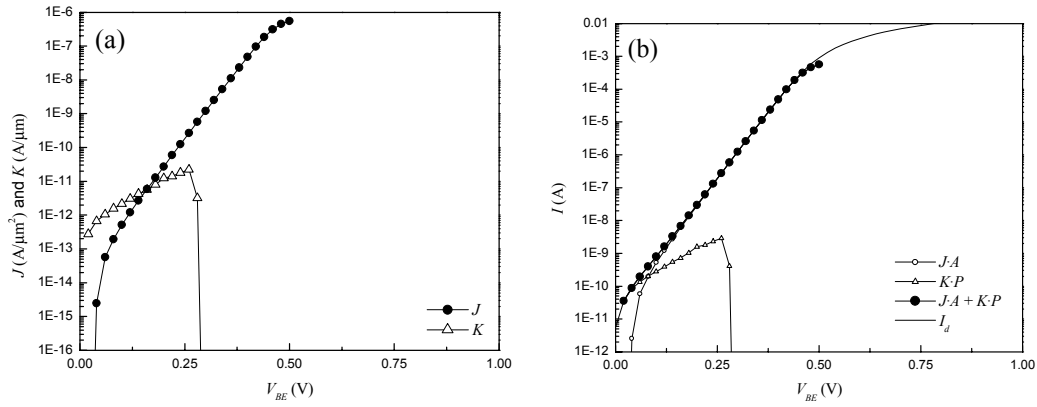 (a)
1E-6
1E-7
1E-8
1E-9
1E-10
1E-11
1E-12
1E-13
1E-14
1E-15
1E-16
0.00
0.25
0.50
0.75
1.00
J (A/μm²) and K (A/μm)
V_BE (V)
J
K
(b)
0.01
1E-3
1E-4
1E-5
1E-6
1E-7
1E-8
1E-9
1E-10
1E-11
1E-12
0.00
0.25
0.50
0.75
1.00
I (A)
V_BE (V)
J·A
K·P
J·A + K·P
I_d